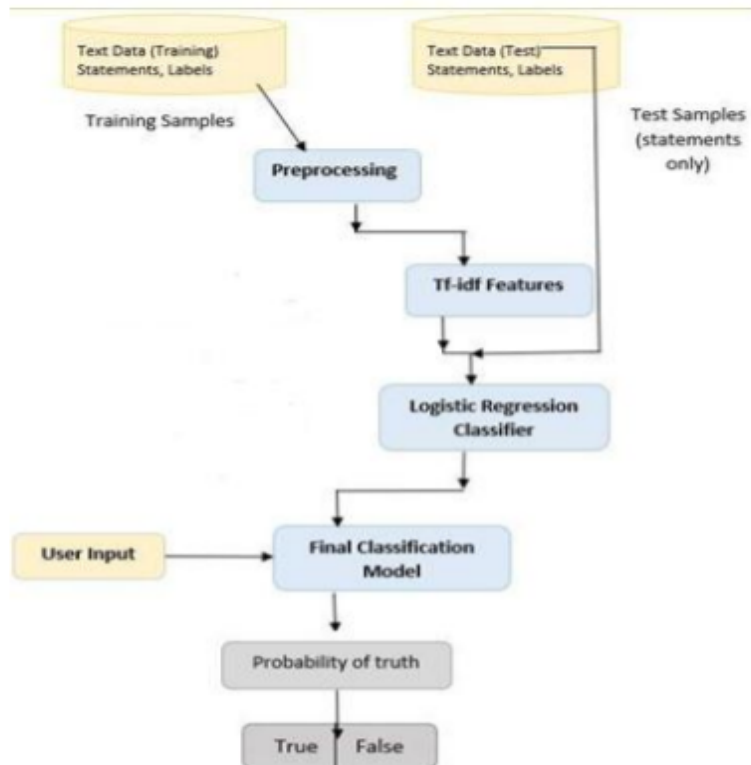 Text Data (Training)
Statements, Labels
Text Data (Test)
Statements, Labels
Training Samples
Test Samples
(statements
only)
Preprocessing
Tf-idf Features
Logistic Regression
Classifier
User Input
Final Classification
Model
Probability of truth
True
False